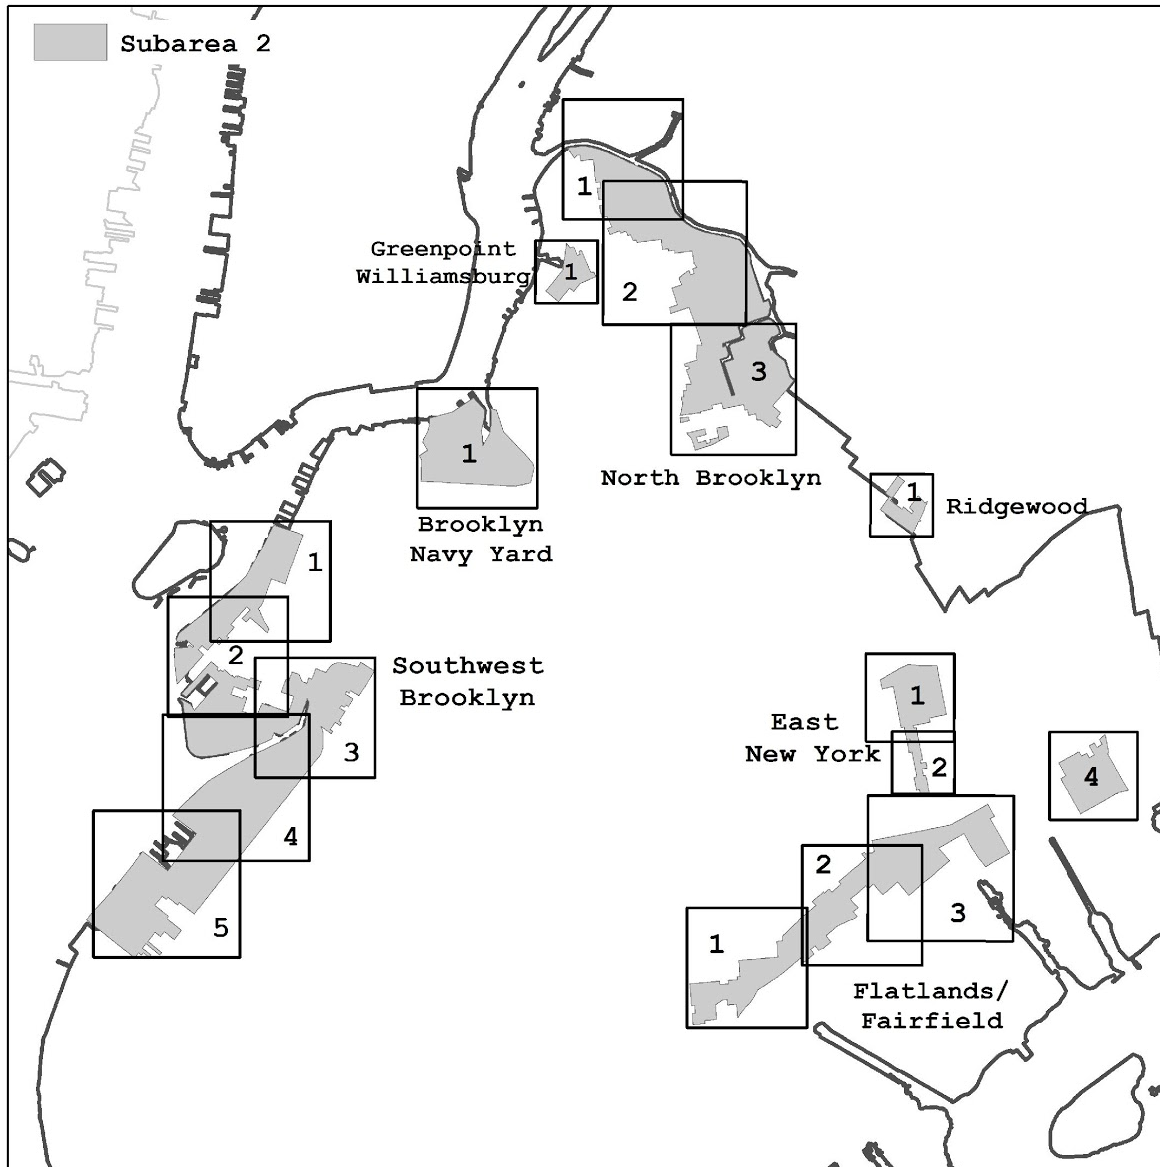 Subarea 2
1
Greenpoint
Williamsburg
1
2
3
1
North Brooklyn
1
Ridgewood
Brooklyn
Navy Yard
1
2
Southwest
Brooklyn
3
4
5
1
East
New York
2
4
2
3
1
Flatlands/
Fairfield